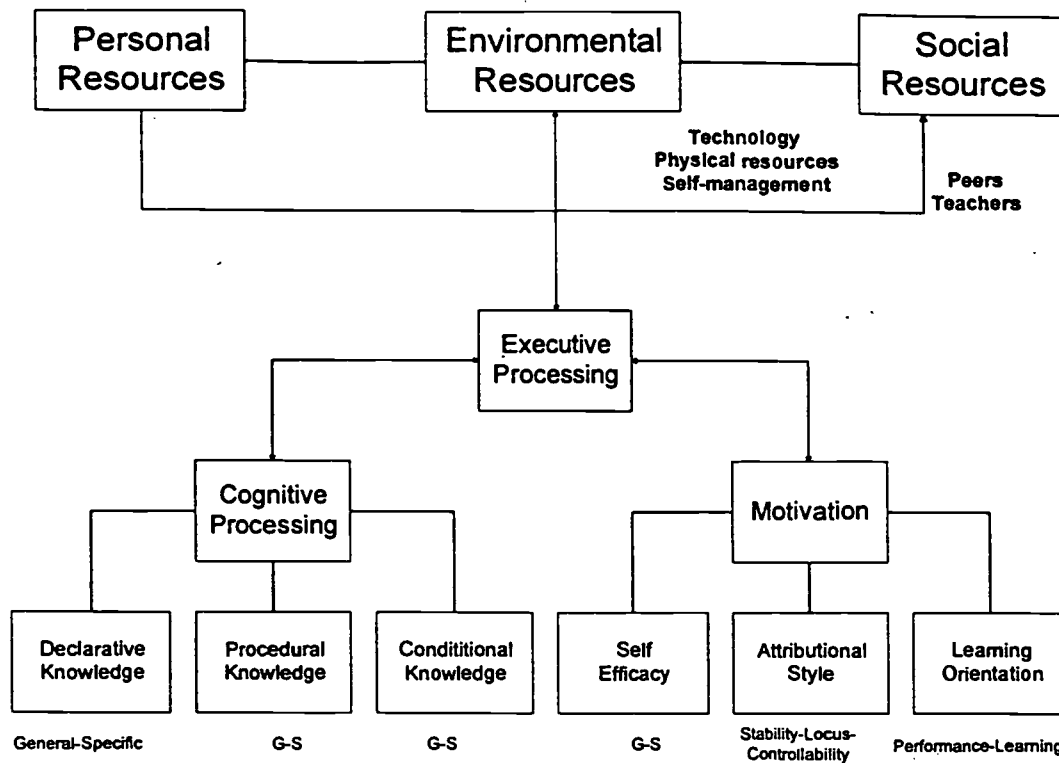 Personal
Resources
Environmental
Resources
Social
Resources
Technology
Physical resources
Self-management
Peers
Teachers
Executive
Processing
Cognitive
Processing
Motivation
Declarative
Knowledge
Procedural
Knowledge
Condititional
Knowledge
Self
Efficacy
Attributional
Style
Learning
Orientation
General-Specific
G-S
G-S
G-S
Stability-Locus-
Controllability
Performance-Learning